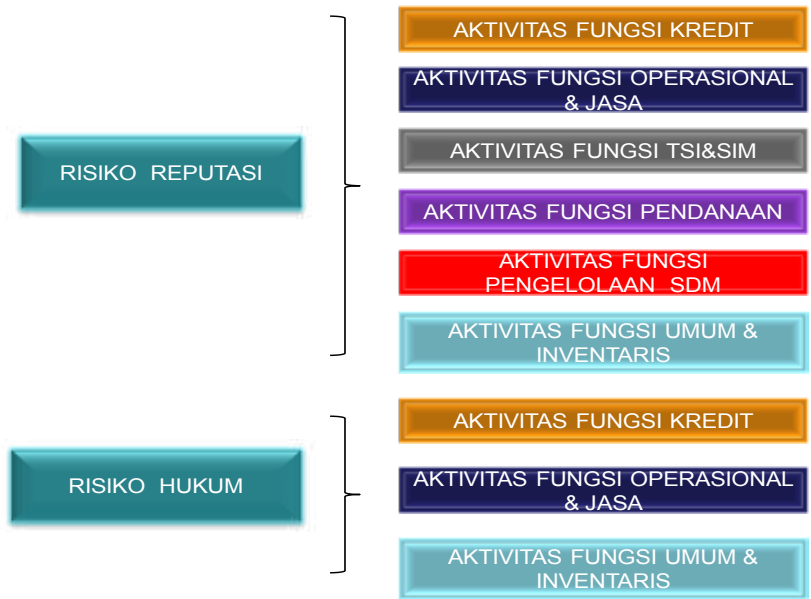 RISIKO REPUTASI
AKTIVITAS FUNGSI KREDIT
AKTIVITAS FUNGSI OPERASIONAL
& JASA
AKTIVITAS FUNGSI TSI&SIM
AKTIVITAS FUNGSI PENDANAAN
AKTIVITAS FUNGSI
PENGELOLAAN SDM
AKTIVITAS FUNGSI UMUM &
INVENTARIS
RISIKO HUKUM
AKTIVITAS FUNGSI KREDIT
AKTIVITAS FUNGSI OPERASIONAL
& JASA
AKTIVITAS FUNGSI UMUM &
INVENTARIS